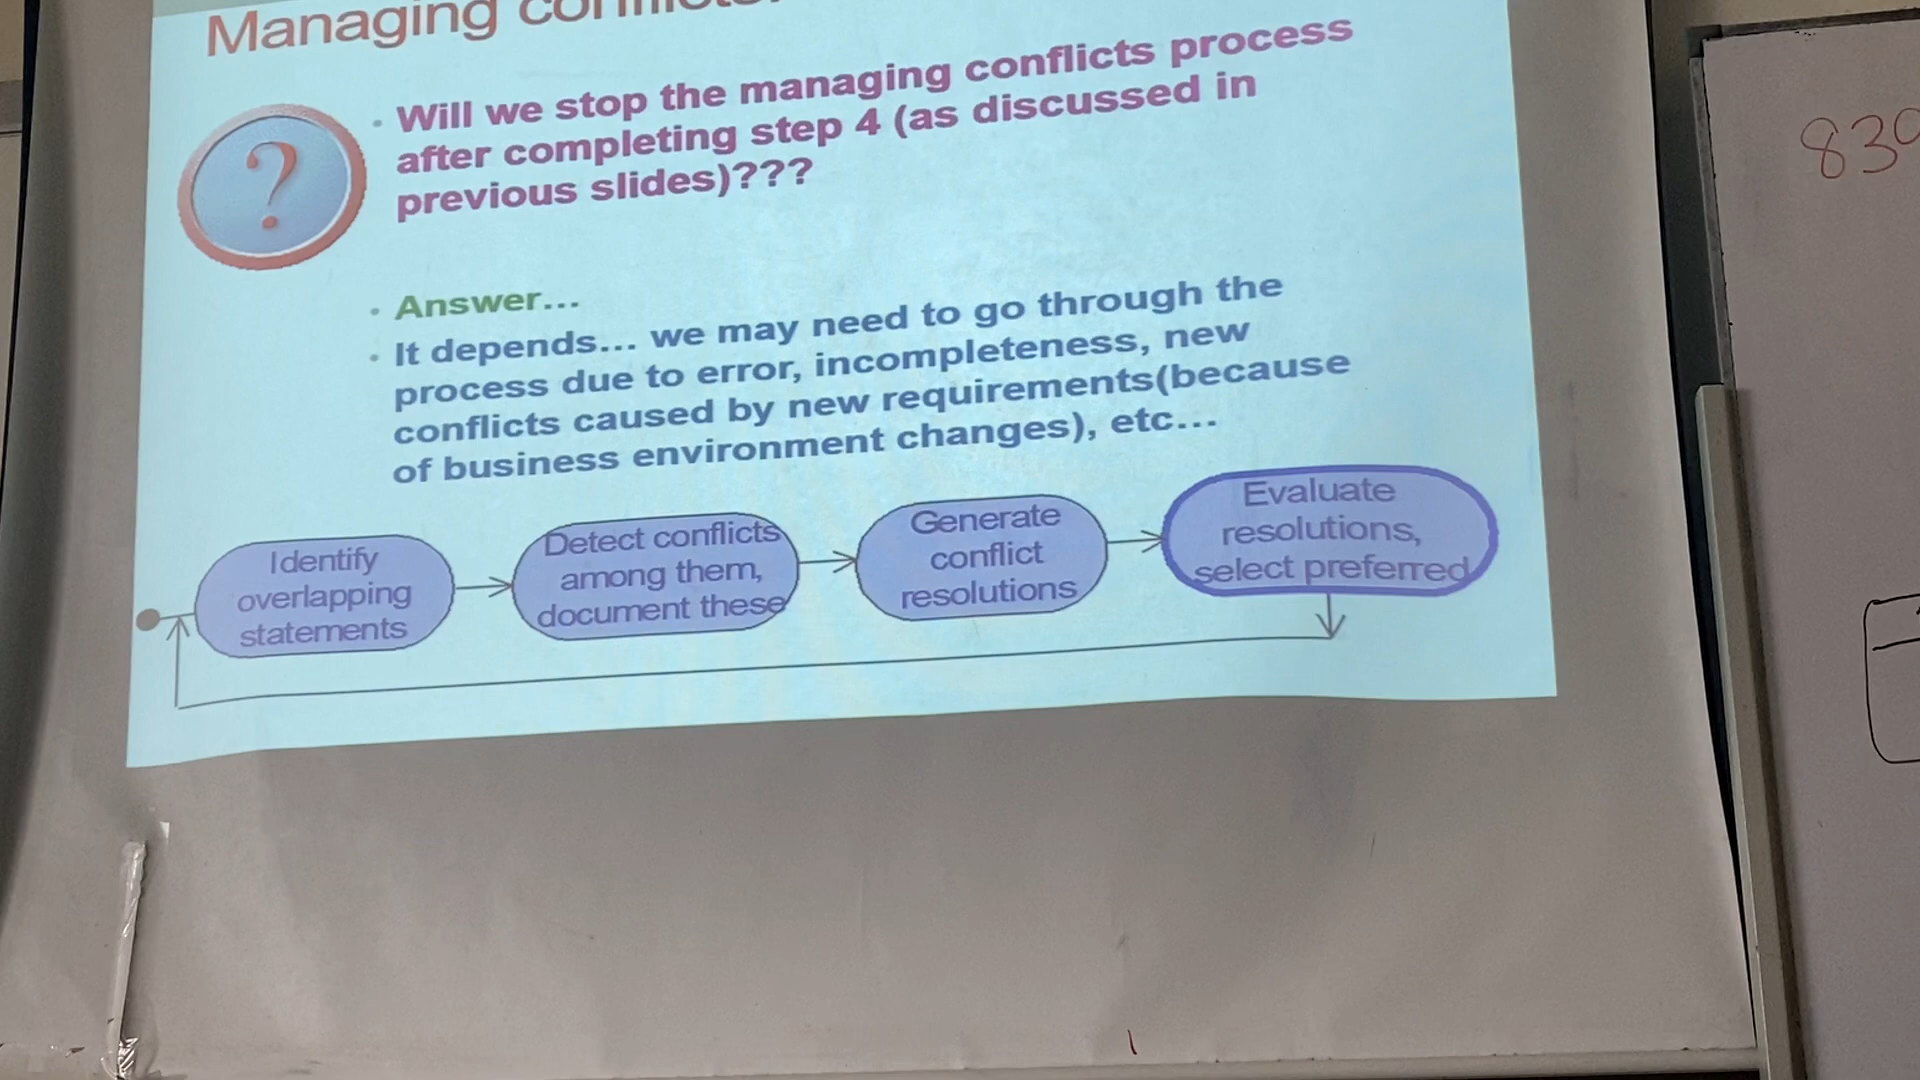 Managing
?
• Will we stop the managing conflicts process
after completing step 4 (as discussed in
previous slides)???
• Answer...
• It depends... we may need to go through the
process due to error, incompleteness, new
conflicts caused by new requirements(because
of business environment changes), etc...
Identify
overlapping
statements
Detect conflicts
among them,
document these
Generate
conflict
resolutions
Evaluate
resolutions,
select preferred